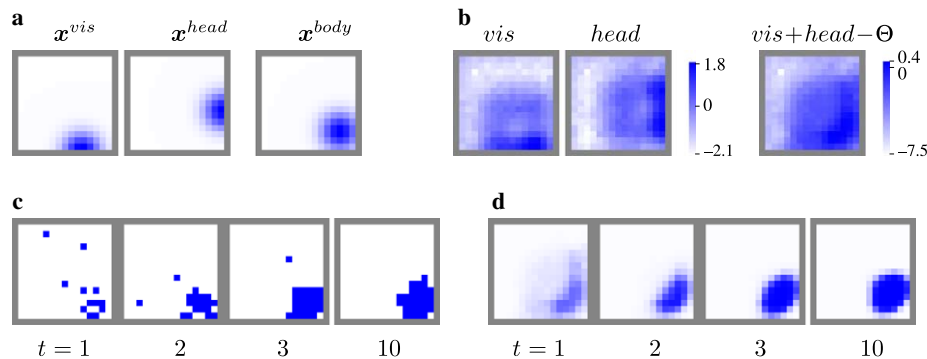 a
x^vis x^head x^body
b
vis head vis+head−Θ
1.8
0
−2.1
0.4
0
−7.5
c
t = 1 2 3 10
d
t = 1 2 3 10